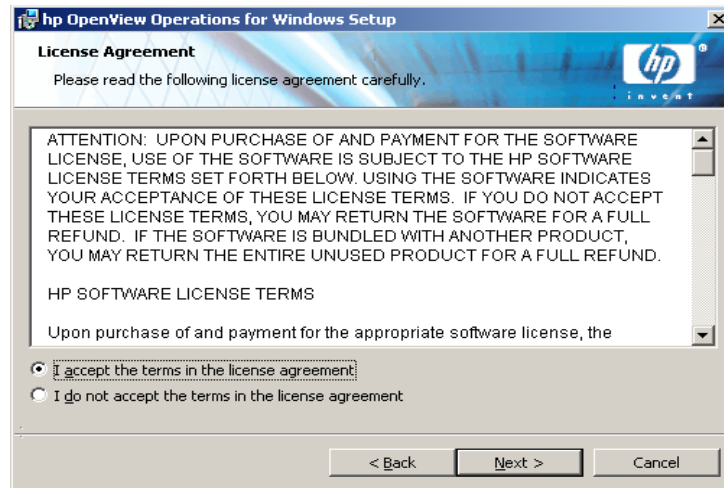 hp OpenView Operations for Windows Setup
License Agreement
Please read the following license agreement carefully.
hp
invent
ATTENTION: UPON PURCHASE OF AND PAYMENT FOR THE SOFTWARE
LICENSE, USE OF THE SOFTWARE IS SUBJECT TO THE HP SOFTWARE
LICENSE TERMS SET FORTH BELOW. USING THE SOFTWARE INDICATES
YOUR ACCEPTANCE OF THESE LICENSE TERMS. IF YOU DO NOT ACCEPT
THESE LICENSE TERMS, YOU MAY RETURN THE SOFTWARE FOR A FULL
REFUND. IF THE SOFTWARE IS BUNDLED WITH ANOTHER PRODUCT,
YOU MAY RETURN THE ENTIRE UNUSED PRODUCT FOR A FULL REFUND.
HP SOFTWARE LICENSE TERMS
Upon purchase of and payment for the appropriate software license, the
I accept the terms in the license agreement
I do not accept the terms in the license agreement
< Back
Next >
Cancel